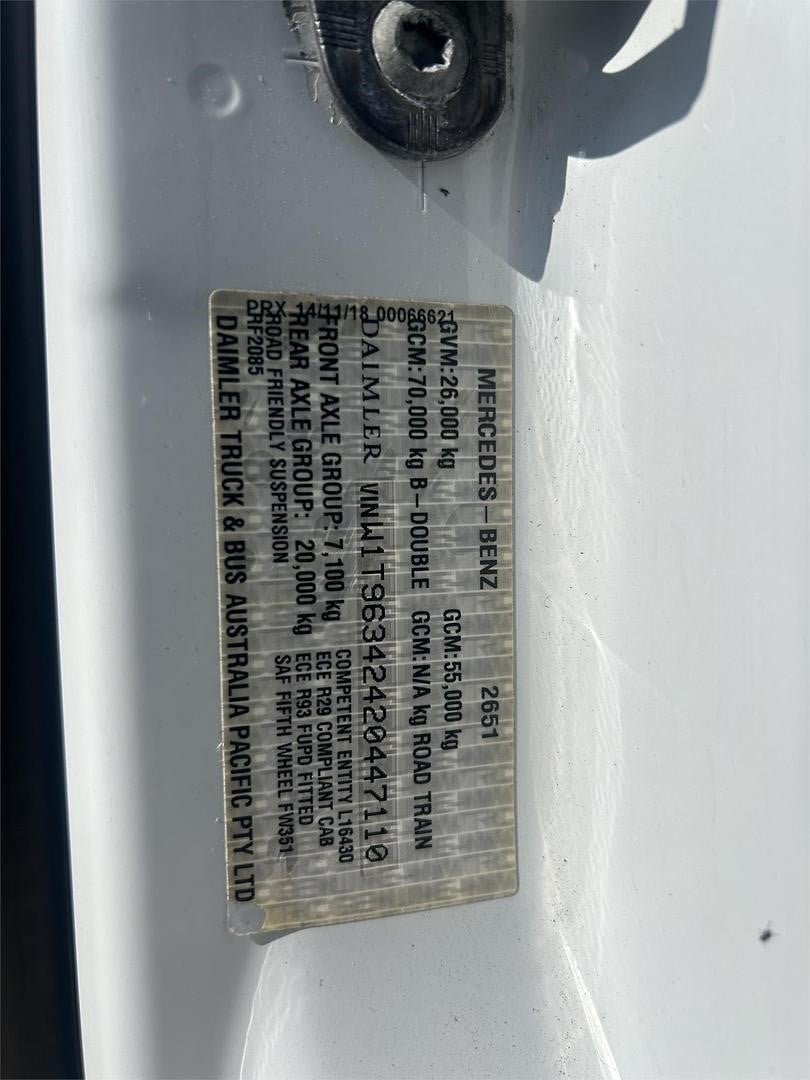 MERCEDES-BENZ 2651
GVM:26,000 kg GCM:55,000 kg
GCM:70,000 kg B-DOUBLE GCM:N/A kg ROAD TRAIN
DAIMLER VINW1T96342420447110
COMPETENT ENTITY L16430
FRONT AXLE GROUP: 7,100 kg ECE R29 COMPLIANT CAB
REAR AXLE GROUP: 20,000 kg ECE R93 FUPD FITTED
ROAD FRIENDLY SUSPENSION SAF FIFTH WHEEL FW351
DRF2085
DAIMLER TRUCK & BUS AUSTRALIA PACIFIC PTY LTD
14/11/18 00066621